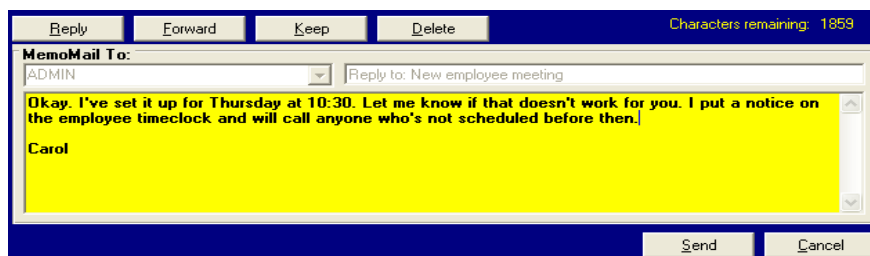 Reply Forward Keep Delete Characters remaining: 1859
MemoMail To:
ADMIN Reply to: New employee meeting
Okay. I've set it up for Thursday at 10:30. Let me know if that doesn't work for you. I put a notice on
the employee timeclock and will call anyone who's not scheduled before then.
Carol
Send Cancel